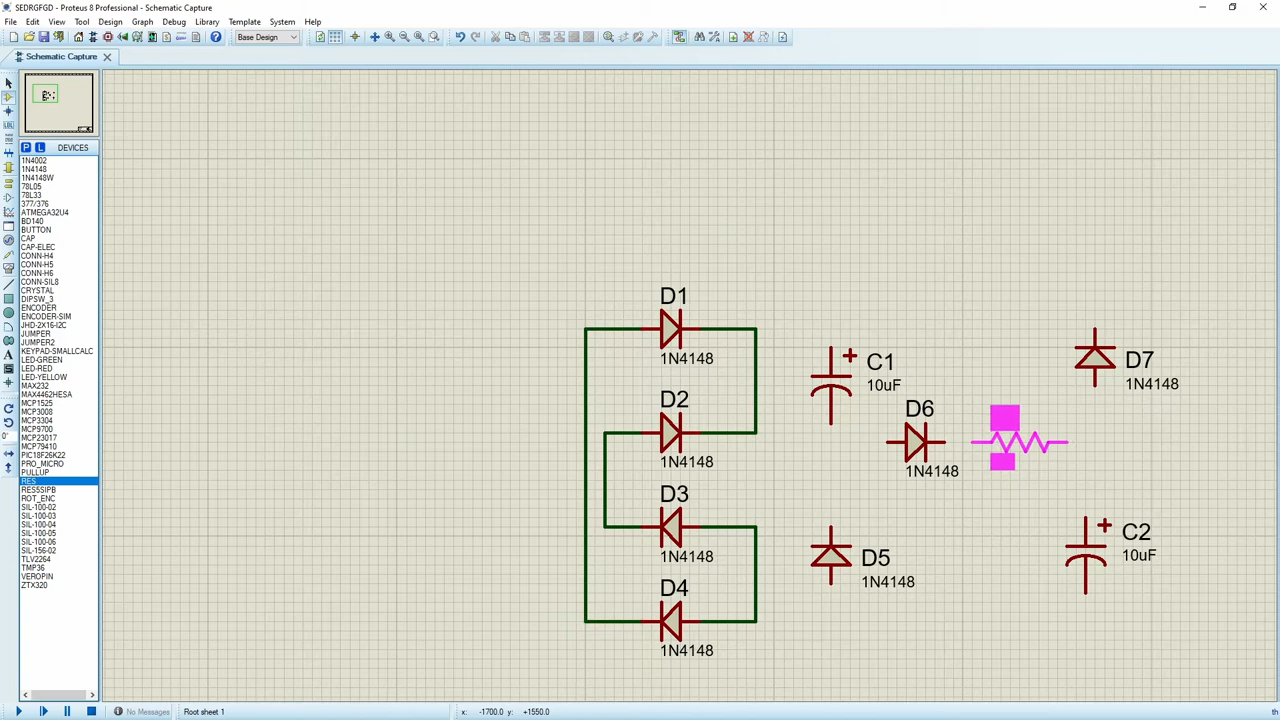 SEDRGFGD - Proteus 8 Professional - Schematic Capture
File Edit View Tool Design Graph Debug Library Template System Help
Base Design
Schematic Capture
P L DEVICES
1N4002
1N4148
1N4148W
78L05
78L33
377/376
ATMEGA32U4
BD140
BUTTON
CAP
CAP-ELEC
CONN-H4
CONN-H5
CONN-H6
CONN-SIL8
CRYSTAL
DIPSW_3
ENCODER
ENCODER-SIM
JHD-2X16-I2C
JUMPER
JUMPER2
KEYPAD-SMALLCALC
LED-GREEN
LED-RED
LED-YELLOW
MAX232
MAX4462HESA
MCP1525
MCP3008
MCP3304
MCP9700
MCP23017
MCP79410
PIC18F26K22
PRO_MICRO
PULLUP
RES
RES5SIPB
ROT_ENC
SIL-100-02
SIL-100-03
SIL-100-04
SIL-100-05
SIL-100-06
SIL-156-02
TLV2264
TMP36
VEROPIN
ZTX320
D1
1N4148
D2
1N4148
D3
1N4148
D4
1N4148
C1
10uF
D6
1N4148
D5
1N4148
D7
1N4148
C2
10uF
No Messages
Root sheet 1
x: -1700.0 y: +1550.0
th